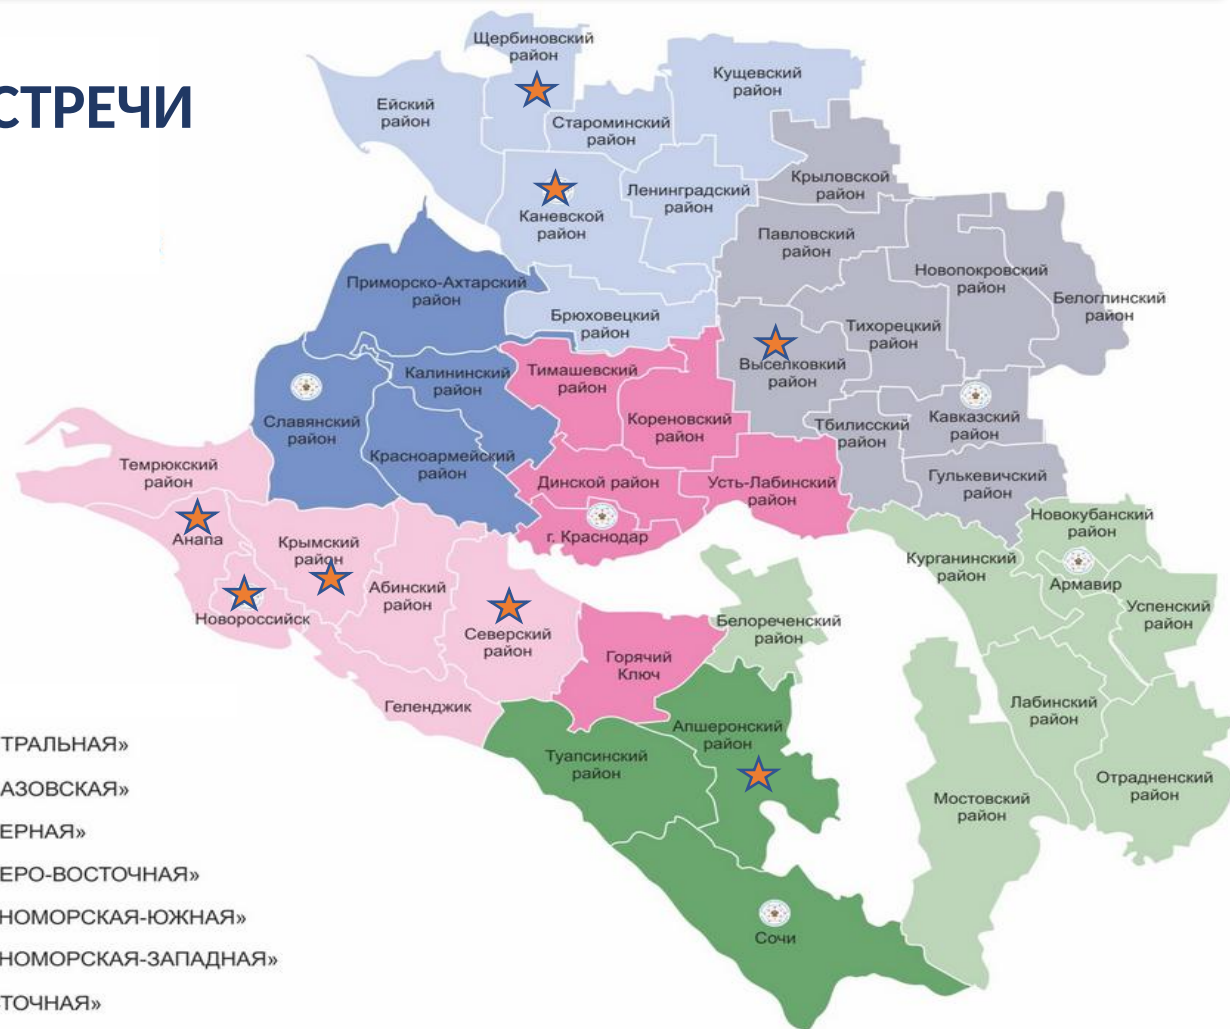 СТРЕЧИ
Щербиновский
район
Ейский
район
Староминский
район
Кущевский
район
Каневской
район
Ленинградский
район
Крыловской
район
Павловский
район
Новопокровский
район
Белоглинский
район
Приморско-Ахтарский
район
Брюховецкий
район
Тихорецкий
район
Выселковкий
район
Калининский
район
Тимашевский
район
Славянский
район
Кореновский
район
Тбилисский
район
Кавказский
район
Красноармейский
район
Темрюкский
район
Динской район
Усть-Лабинский
район
Гулькевичский
район
г. Краснодар
Новокубанский
район
Анапа
Крымский
район
Абинский
район
Курганинский
район
Армавир
Успенский
район
Новороссийск
Северский
район
Белореченский
район
Горячий
Ключ
Геленджик
Лабинский
район
Апшеронский
район
Туапсинский
район
Отрадненский
район
Мостовский
район
Сочи
ТРАЛЬНАЯ»
АЗОВСКАЯ»
ЕРНАЯ»
ЕРО-ВОСТОЧНАЯ»
НОМОРСКАЯ-ЮЖНАЯ»
НОМОРСКАЯ-ЗАПАДНАЯ»
ТОЧНАЯ»